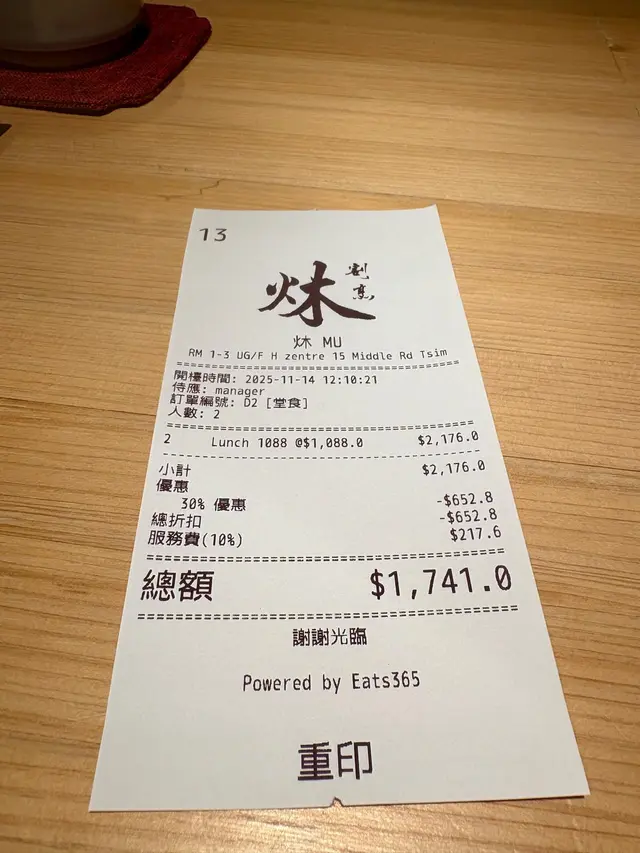 13
炑
割
烹
炑 MU
RM 1-3 UG/F H zentre 15 Middle Rd Tsim
開檯時間: 2025-11-14 12:10:21
侍應: manager
訂單編號: D2 [堂食]
人數: 2
2 Lunch 1088 @$1,088.0 $2,176.0
小計 $2,176.0
優惠
30% 優惠 -$652.8
總折扣 -$652.8
服務費(10%) $217.6
總額 $1,741.0
謝謝光臨
Powered by Eats365
重印